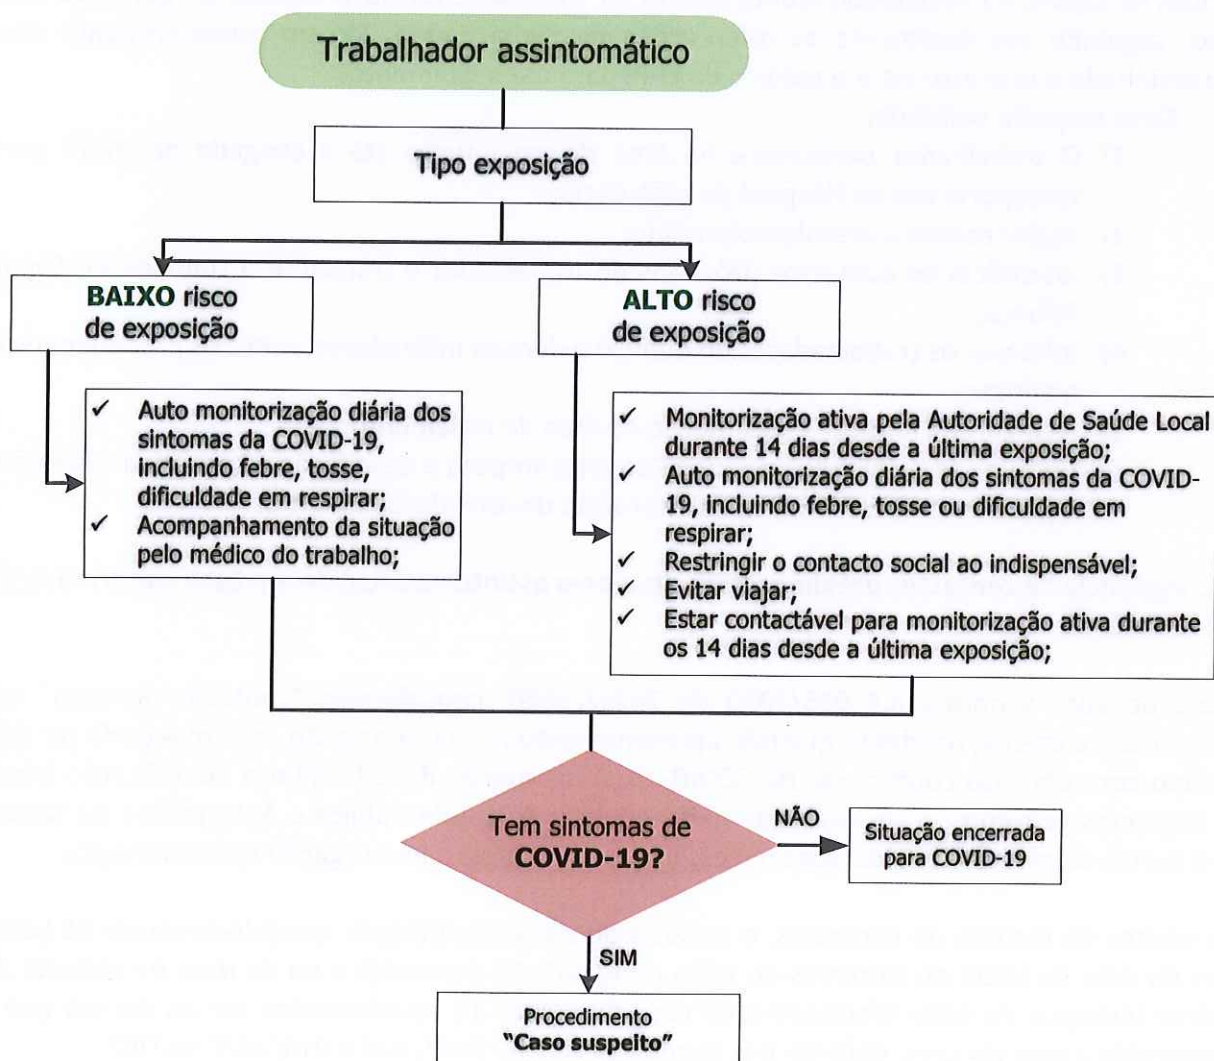 Trabalhador assintomático
Tipo exposição
BAIXO risco
de exposição
ALTO risco
de exposição
✓ Auto monitorização diária dos
sintomas da COVID-19,
incluindo febre, tosse,
dificuldade em respirar;
✓ Acompanhamento da situação
pelo médico do trabalho;
✓ Monitorização ativa pela Autoridade de Saúde Local
durante 14 dias desde a última exposição;
✓ Auto monitorização diária dos sintomas da COVID-
19, incluindo febre, tosse ou dificuldade em
respirar;
✓ Restringir o contacto social ao indispensável;
✓ Evitar viajar;
✓ Estar contactável para monitorização ativa durante
os 14 dias desde a última exposição;
Tem sintomas de
COVID-19?
NÃO
Situação encerrada
para COVID-19
SIM
Procedimento
"Caso suspeito"